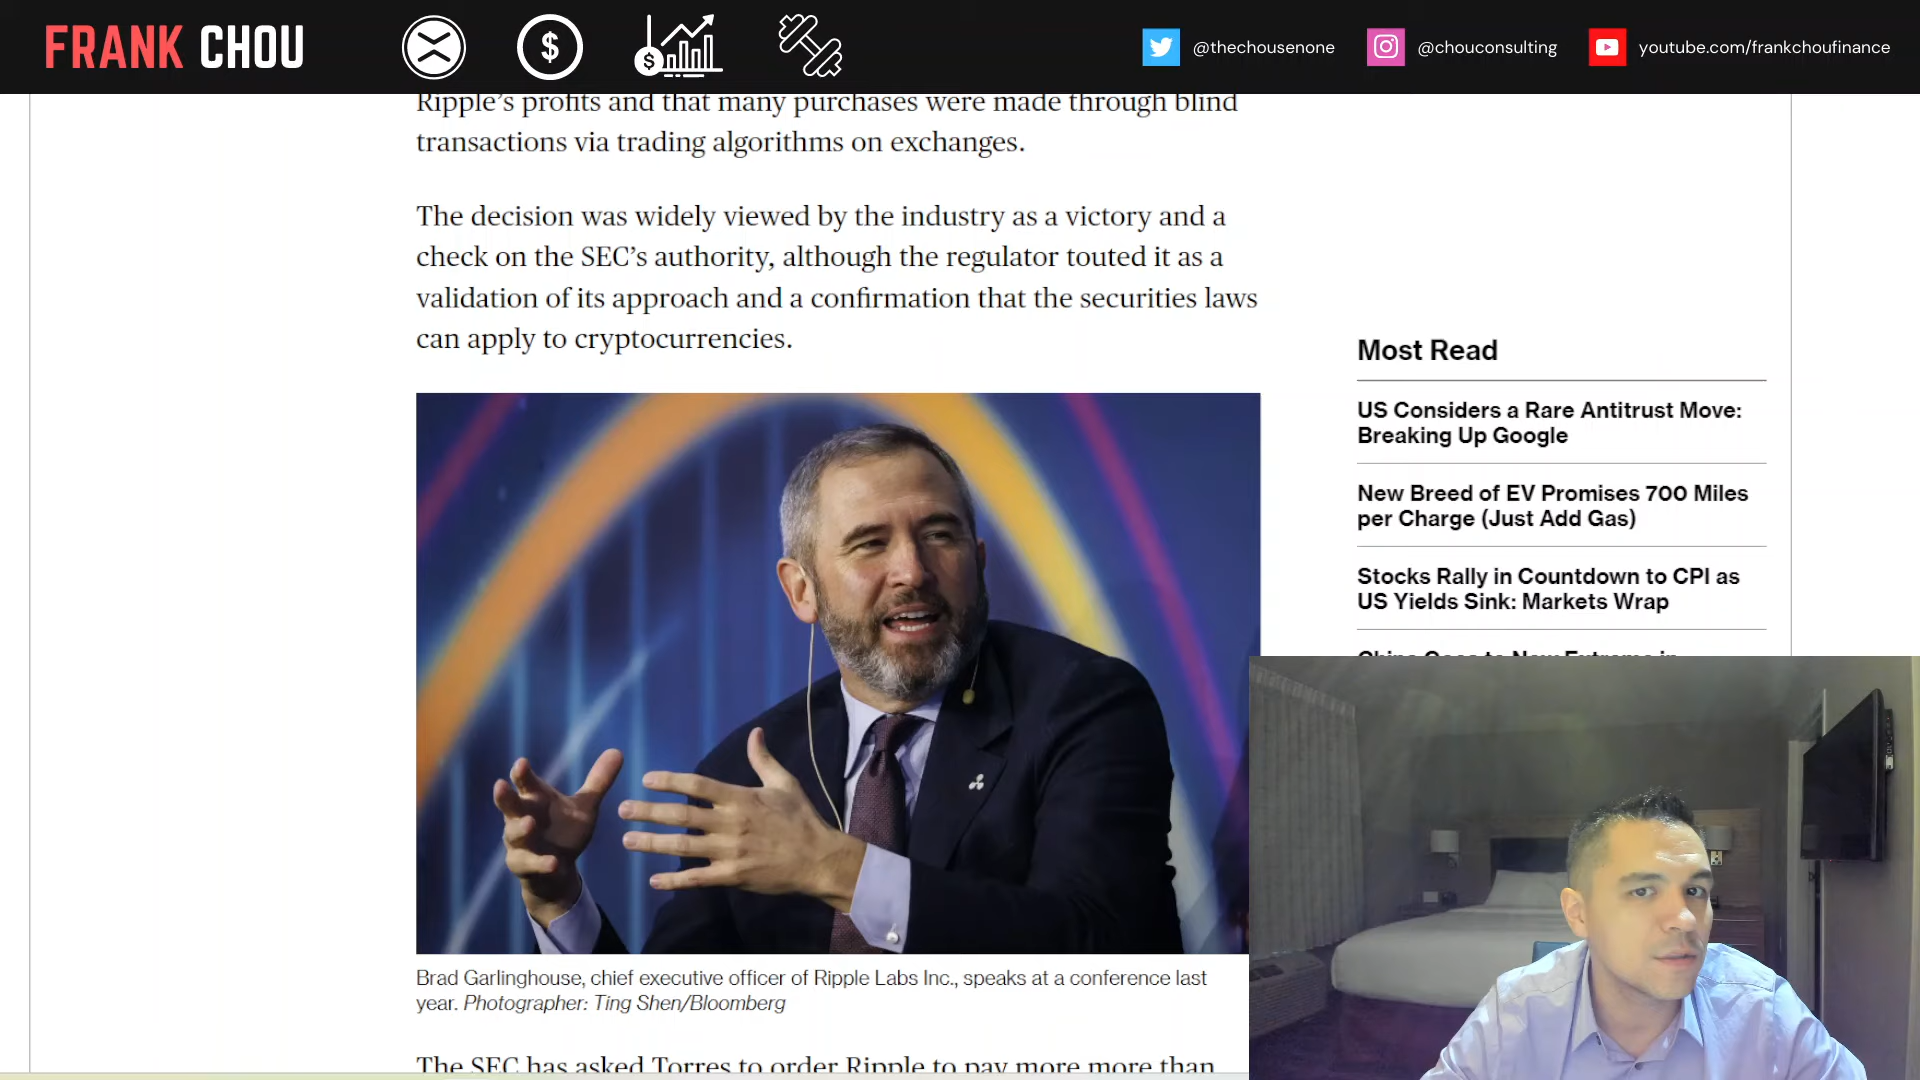 FRANK CHOU
@thechousenone
@chouconsulting
youtube.com/frankchoufinance
Ripple’s profits and that many purchases were made through blind
transactions via trading algorithms on exchanges.
The decision was widely viewed by the industry as a victory and a
check on the SEC’s authority, although the regulator touted it as a
validation of its approach and a confirmation that the securities laws
can apply to cryptocurrencies.
Brad Garlinghouse, chief executive officer of Ripple Labs Inc., speaks at a conference last
year. Photographer: Ting Shen/Bloomberg
The SEC has asked Torres to order Ripple to pay more more than
Most Read
US Considers a Rare Antitrust Move:
Breaking Up Google
New Breed of EV Promises 700 Miles
per Charge (Just Add Gas)
Stocks Rally in Countdown to CPI as
US Yields Sink: Markets Wrap
China Goes to New Extreme in